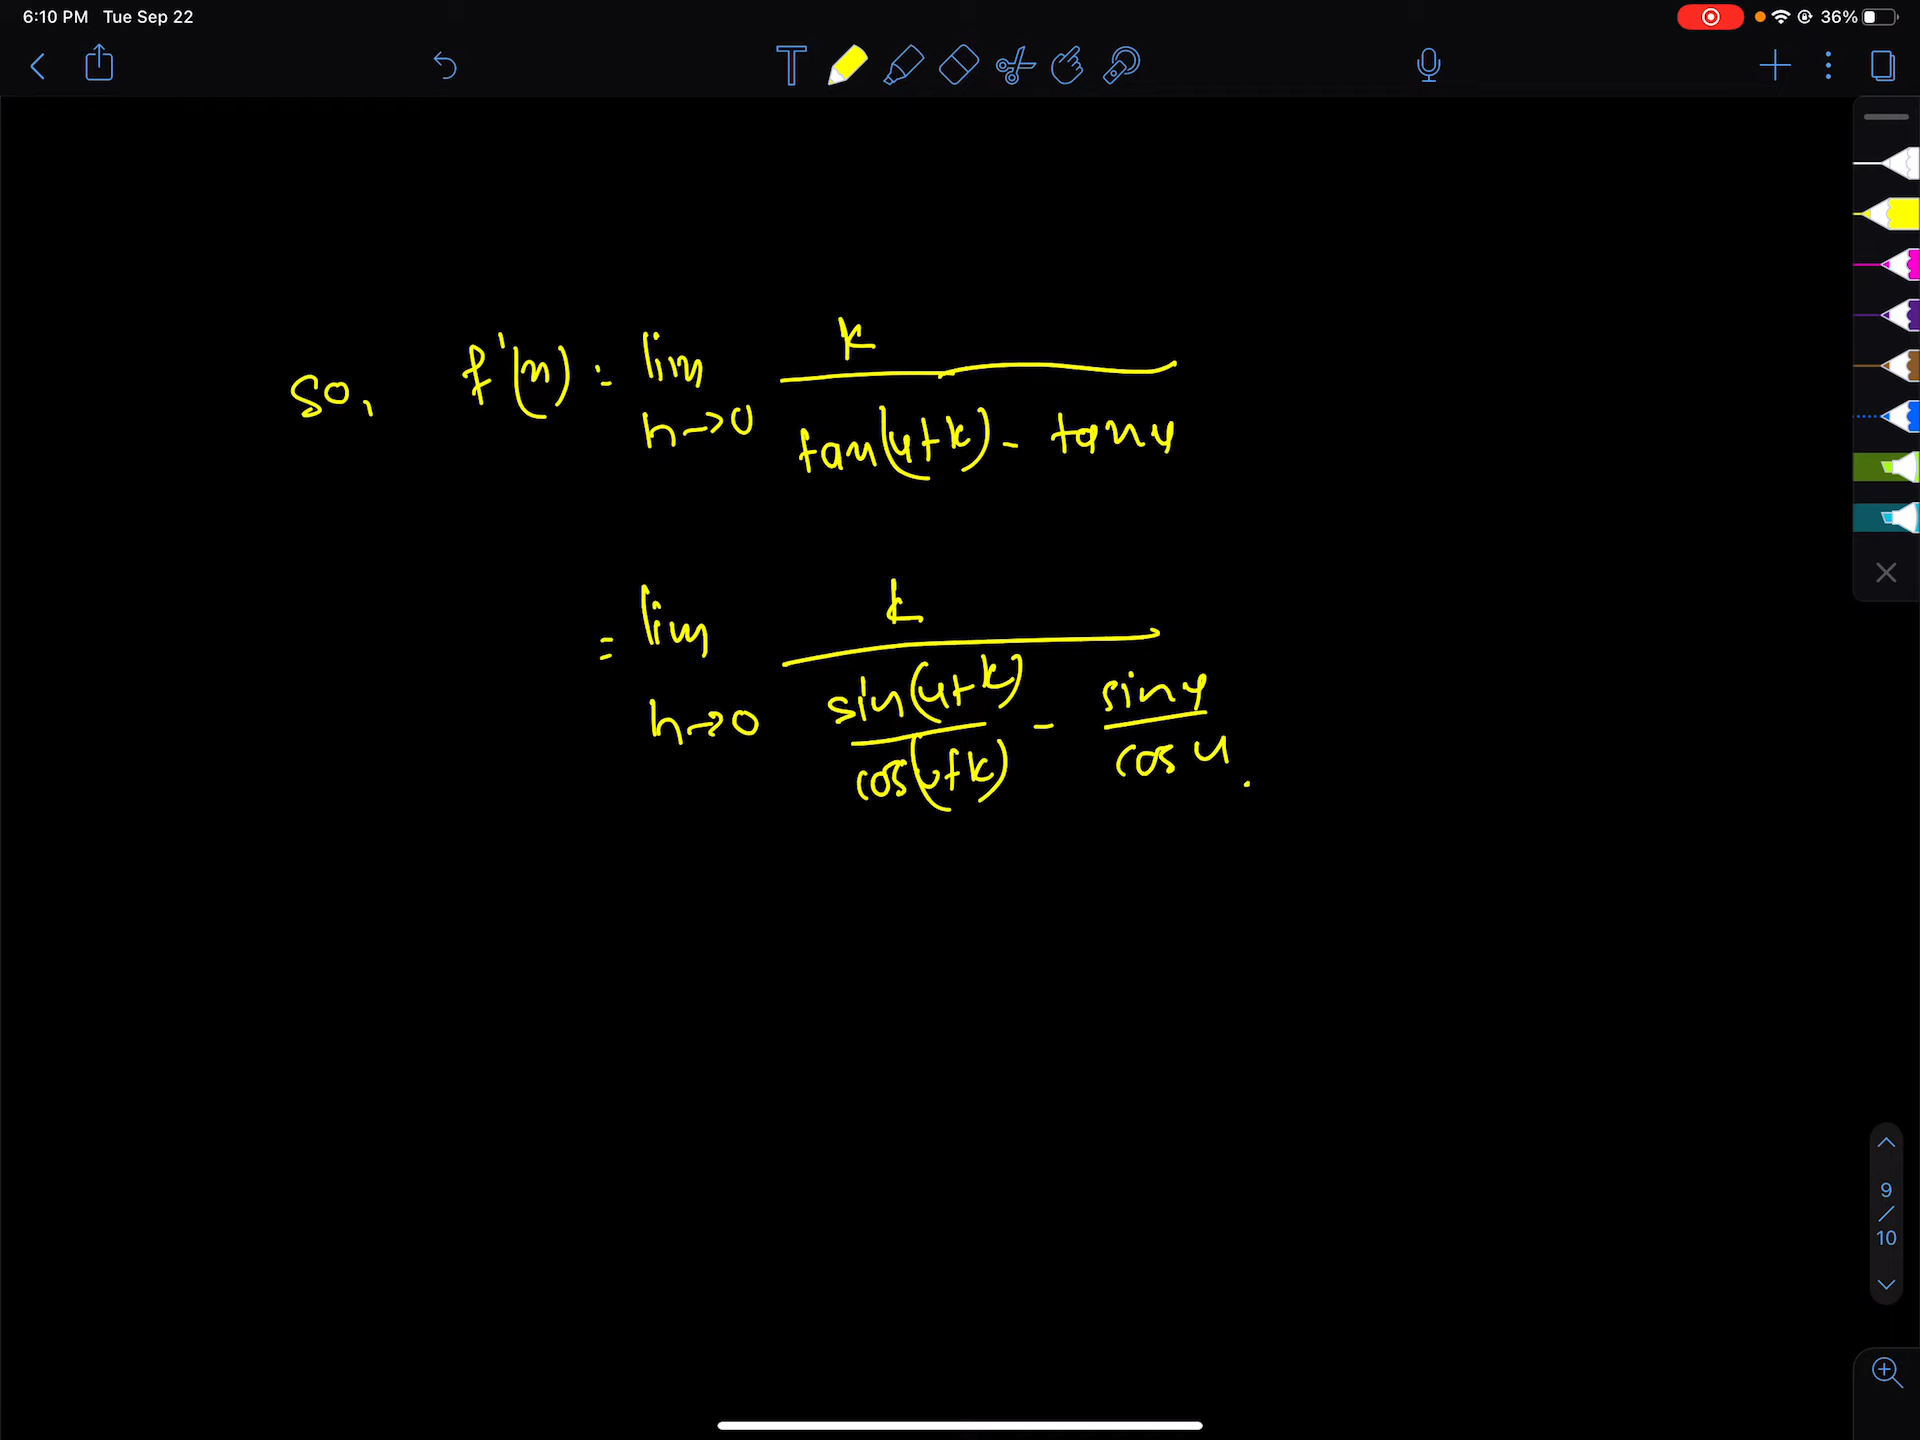 6:10 PM Tue Sep 22
36%
So, f'(x) = lim h→0 k / tan(y+k) - tan y
= lim h→0 k / sin(y+k)/cos(y+k) - sin y/cos y.
9
/
10